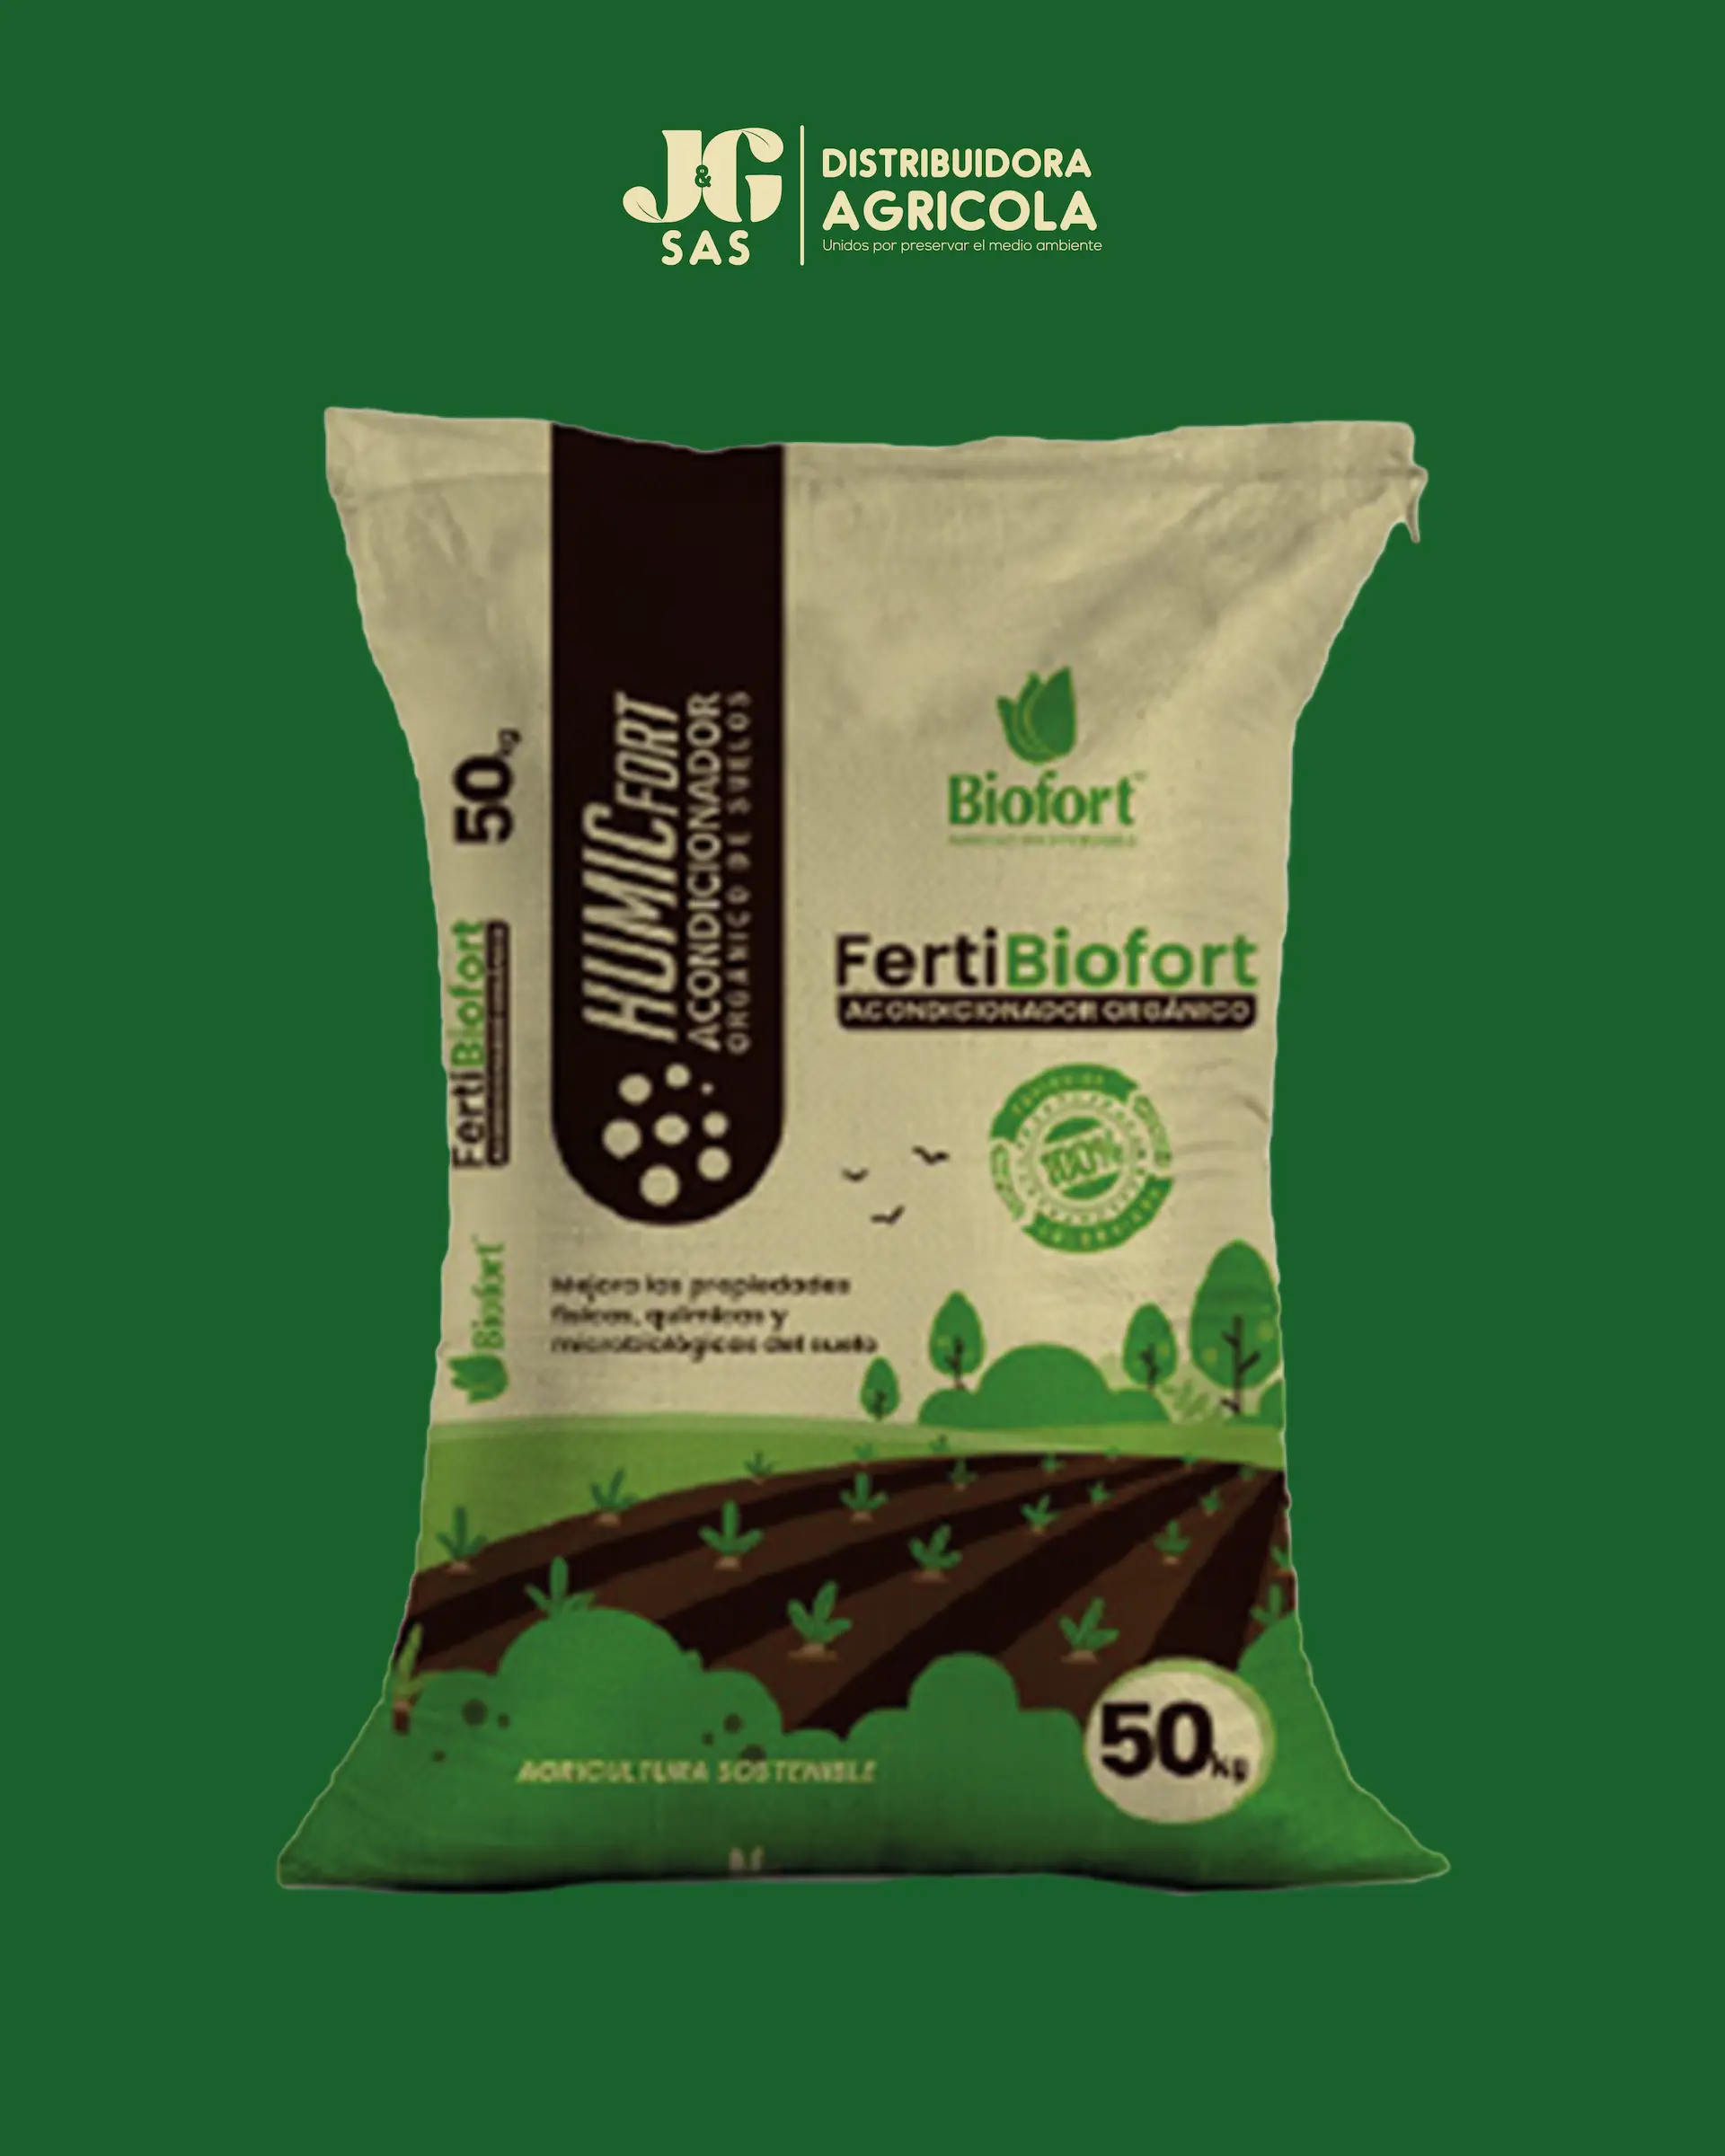 J&G
SAS
DISTRIBUIDORA
AGRICOLA
Unidos por preservar el medio ambiente
50kg
FertiBiofort
Biofort
HUMICFORT
ACONDICIONADOR
ORGÁNICO DE SUELOS
Biofort
FertiBiofort
ACONDICIONADOR ORGÁNICO
100%
Mejora las propiedades
físicas, químicas y
microbiológicas del suelo
AGRICULTURA SOSTENIBLE
50kg